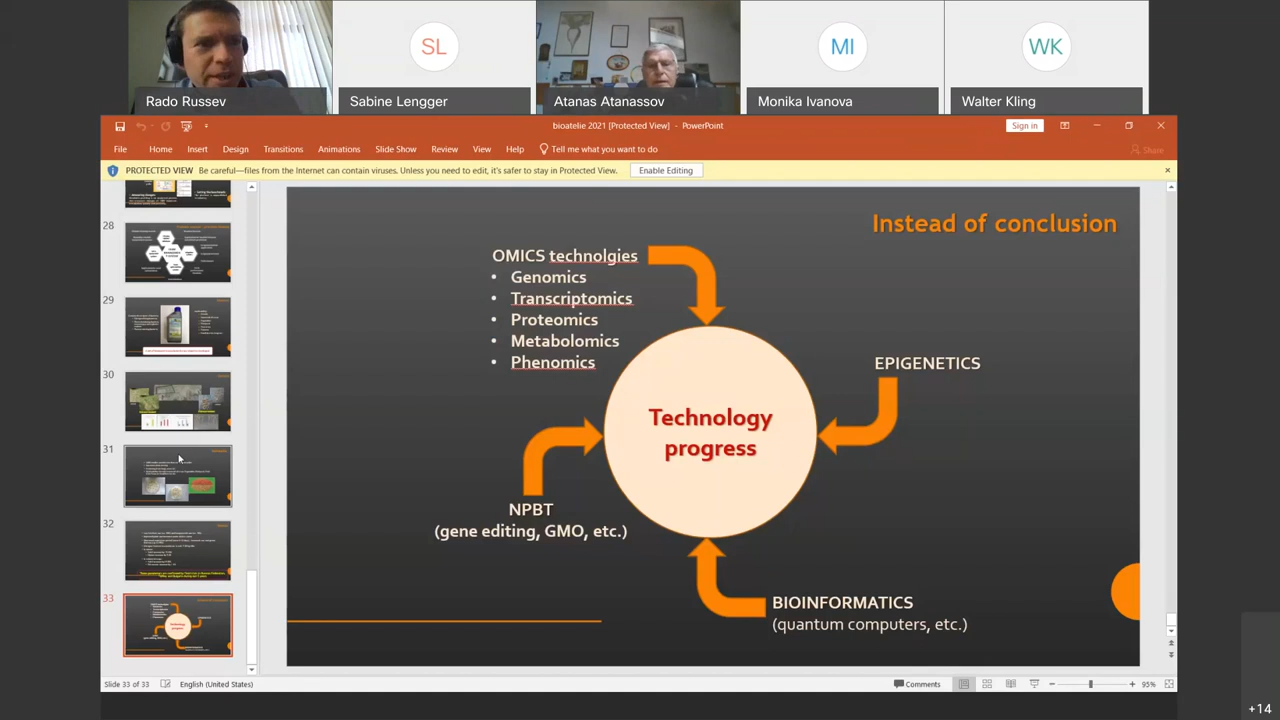 SL
MI
WK
Rado Russev
Sabine Lengger
Atanas Atanassov
Monika Ivanova
Walter Kling
bioatelie 2021 [Protected View] - PowerPoint
Sign in
File Home Insert Design Transitions Animations Slide Show Review View Help Tell me what you want to do
Share
PROTECTED VIEW Be careful—files from the Internet can contain viruses. Unless you need to edit, it's safer to stay in Protected View. Enable Editing
28
29
30
31
32
33
Instead of conclusion
OMICS technolgies
• Genomics
• Transcriptomics
• Proteomics
• Metabolomics
• Phenomics
EPIGENETICS
Technology
progress
NPBT
(gene editing, GMO, etc.)
BIOINFORMATICS
(quantum computers, etc.)
Slide 33 of 33 English (United States) Comments 95%
+14